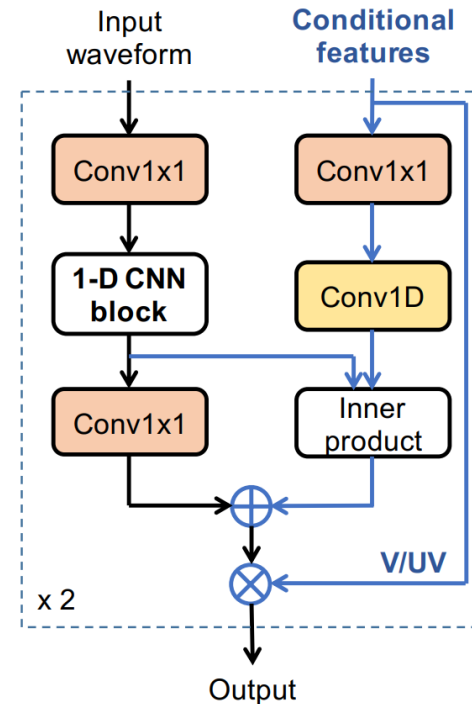 Input
waveform
Conditional
features
Conv1x1
Conv1x1
1-D CNN
block
Conv1D
Conv1x1
Inner
product
V/UV
x 2
Output